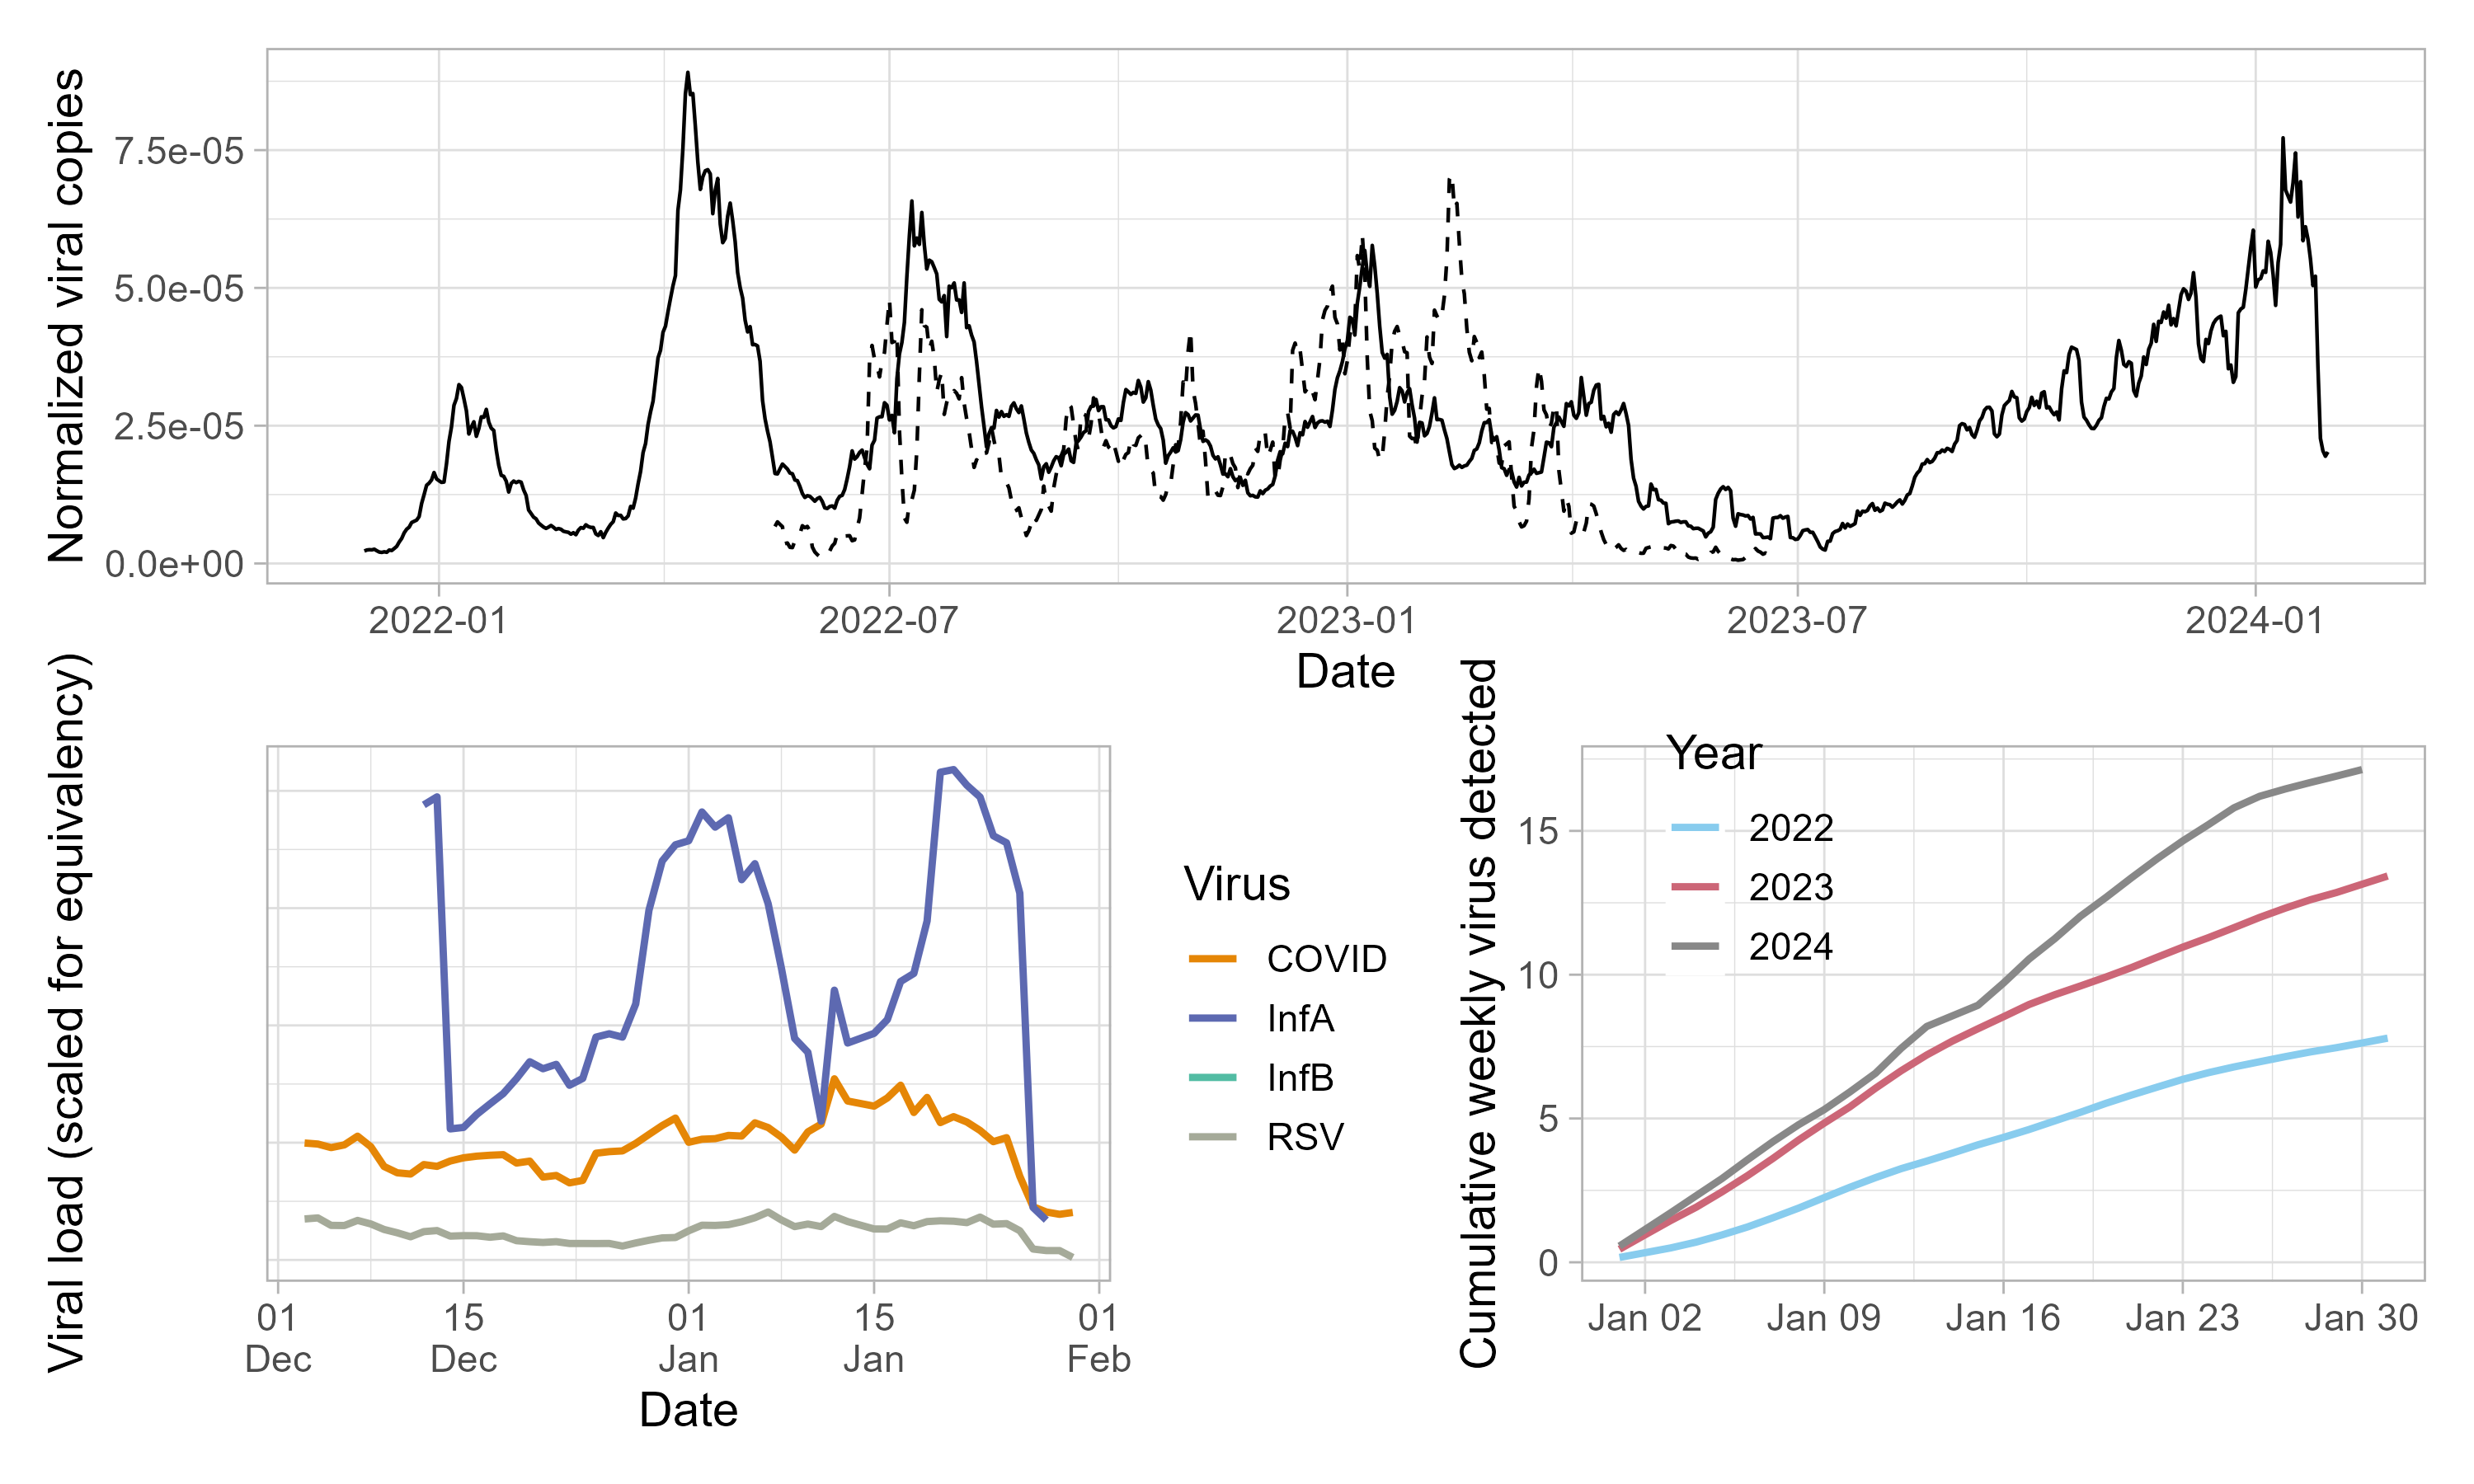 Normalized viral copies
7.5e-05
5.0e-05
2.5e-05
0.0e+00
2022-01
2022-07
2023-01
2023-07
2024-01
Date
Viral load (scaled for equivalency)
01
Dec
15
Dec
01
Jan
15
Jan
01
Feb
Date
Virus
COVID
InfA
InfB
RSV
Cumulative weekly virus detected
15
10
5
0
Year
2022
2023
2024
Jan 02
Jan 09
Jan 16
Jan 23
Jan 30